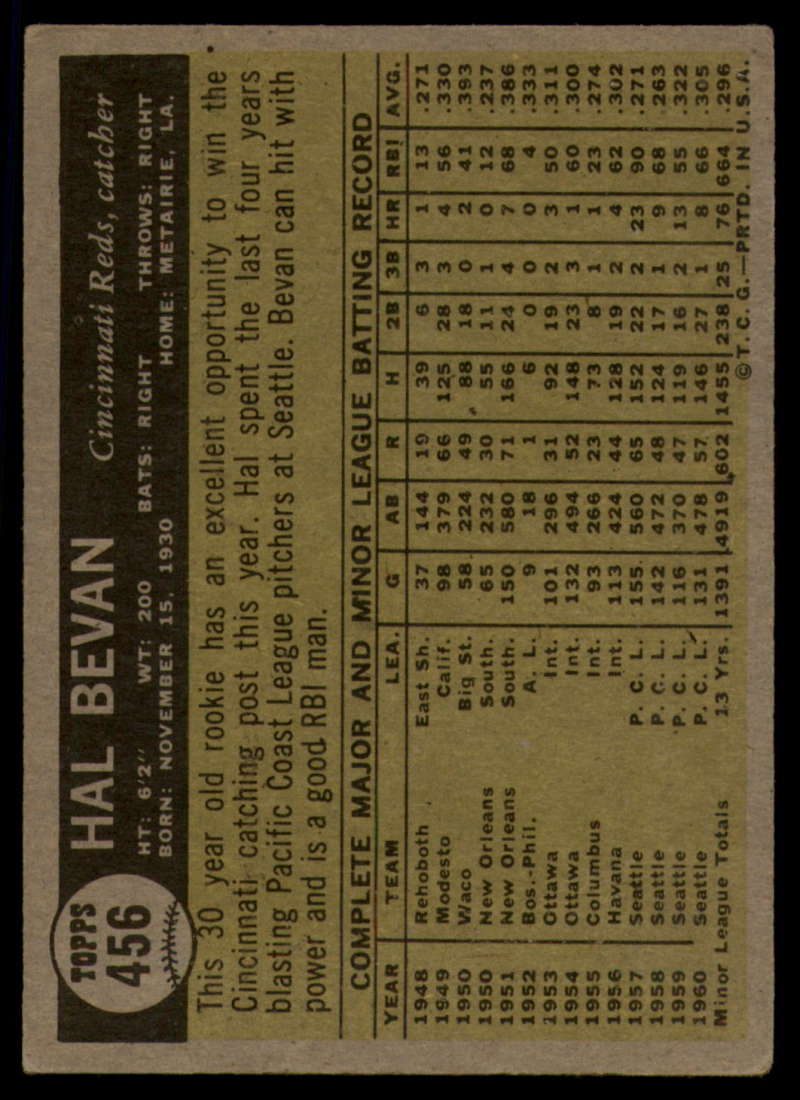 TOPPS
456
HAL BEVAN Cincinnati Reds, catcher
HT: 6'2" WT: 200 BATS: RIGHT THROWS: RIGHT
BORN: NOVEMBER 15, 1930 HOME: METAIRIE, LA.
This 30 year old rookie has an excellent opportunity to win the
Cincinnati catching post this year. Hal spent the last four years
blasting Pacific Coast League pitchers at Seattle. Bevan can hit with
power and is a good RBI man.
COMPLETE MAJOR AND MINOR LEAGUE BATTING RECORD
YEAR TEAM LEA. G AB R H 2B 3B HR RBI AVG.
1948 Rehoboth East Sh. 37 144 19 39 6 3 1 13 .271
1949 Modesto Calif. 98 379 66 125 28 3 4 56 .330
1950 Waco Big St. 58 224 49 88 18 0 2 41 .393
1950 New Orleans South. 65 232 30 55 11 1 0 12 .237
1951 New Orleans South. 150 580 71 166 24 4 7 68 .286
1952 Bos.-Phil. A. L. 9 18 1 6 0 0 0 4 .333
1953 Ottawa Int. 101 296 31 92 19 2 3 50 .311
1954 Ottawa Int. 132 494 52 148 23 3 1 60 .300
1955 Columbus Int. 93 266 23 73 8 1 1 23 .274
1956 Havana Int. 113 424 44 128 19 2 4 62 .302
1957 Seattle P. C. L. 155 560 65 152 22 2 23 90 .271
1958 Seattle P. C. L. 142 472 48 124 17 1 9 68 .263
1959 Seattle P. C. L. 116 370 47 119 16 2 13 55 .322
1960 Seattle P. C. L. 131 478 57 146 27 1 8 66 .305
Minor League Totals 13 Yrs. 1391 4919 602 1455 238 25 76 664 .296
©T. C. G.—PRTD. IN U.S.A.